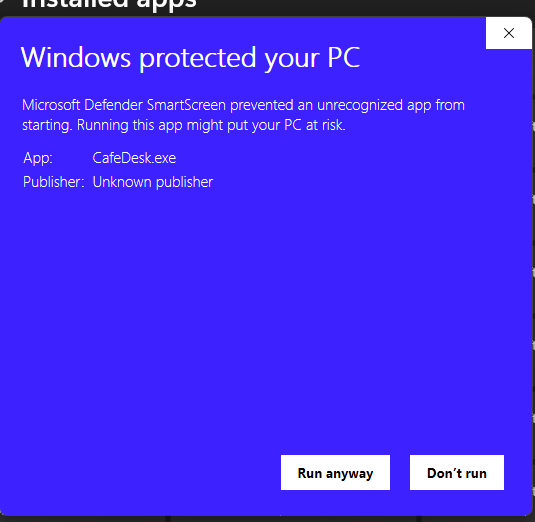 Installed apps
Windows protected your PC
Microsoft Defender SmartScreen prevented an unrecognized app from
starting. Running this app might put your PC at risk.
App: CafeDesk.exe
Publisher: Unknown publisher
Run anyway
Don’t run